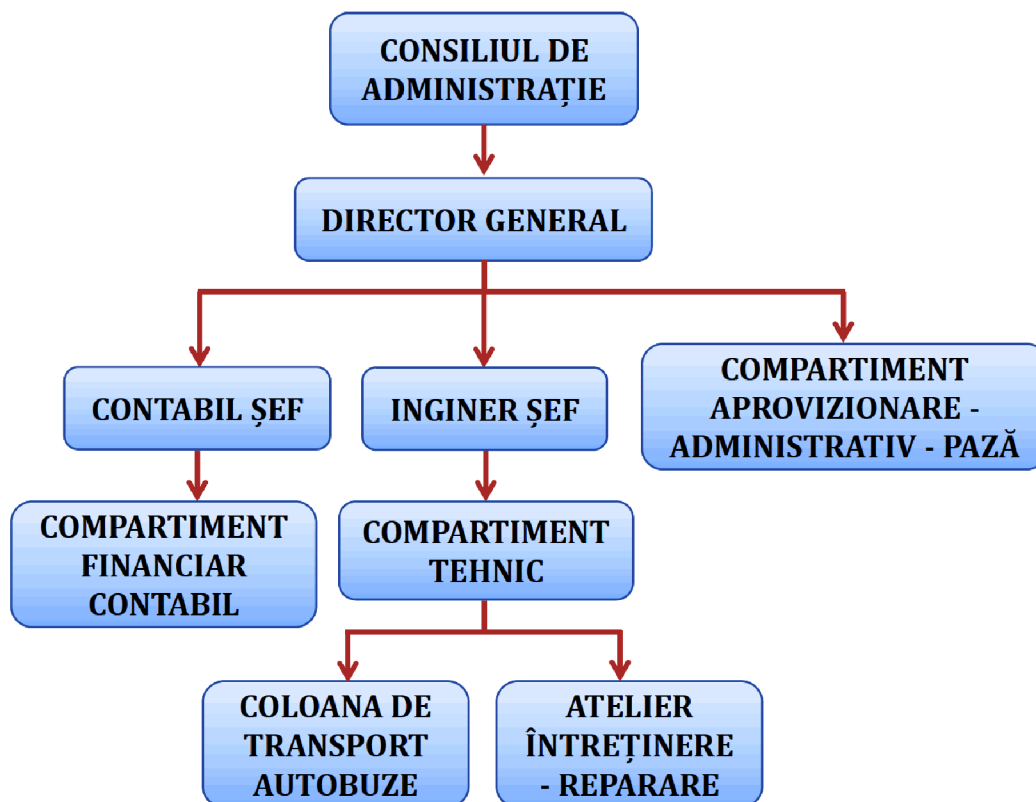 CONSILIUL DE
ADMINISTRAȚIE
DIRECTOR GENERAL
CONTABIL ȘEF
INGINER ȘEF
COMPARTIMENT
APROVIZIONARE -
ADMINISTRATIV - PAZĂ
COMPARTIMENT
FINANCIAR
CONTABIL
COMPARTIMENT
TEHNIC
COLOANA DE
TRANSPORT
AUTOBUZE
ATELIER
ÎNTREȚINERE
- REPARARE